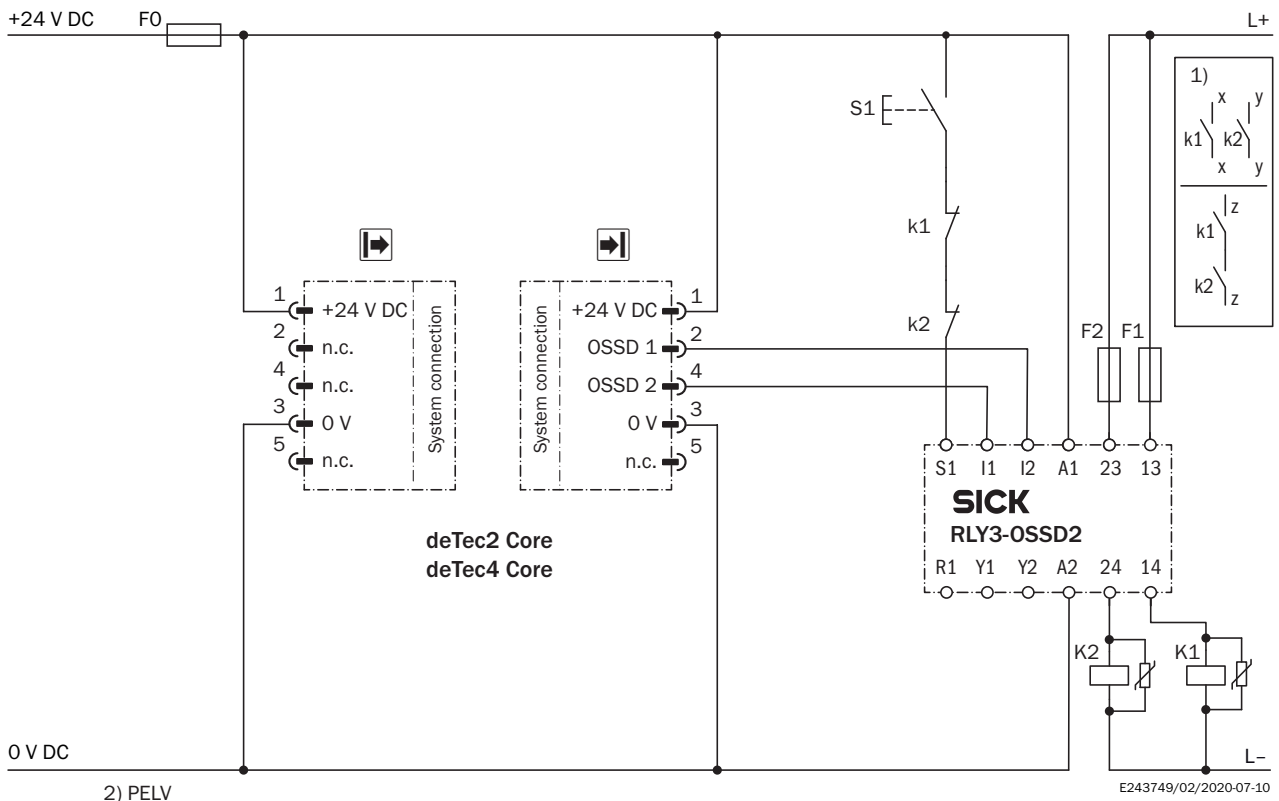 +24 V DC
F0
L+
1)
x
y
k1
k2
x
y
z
k1
k2
z
S1
k1
k2
F2
F1
1
+24 V DC
2
n.c.
4
n.c.
3
0 V
5
n.c.
System connection
System connection
+24 V DC
1
OSSD 1
2
OSSD 2
4
0 V
3
n.c.
5
deTec2 Core
deTec4 Core
S1 I1 I2 A1 23 13
SICK
RLY3-OSSD2
R1 Y1 Y2 A2 24 14
K2
K1
0 V DC
L–
2) PELV
E243749/02/2020-07-10